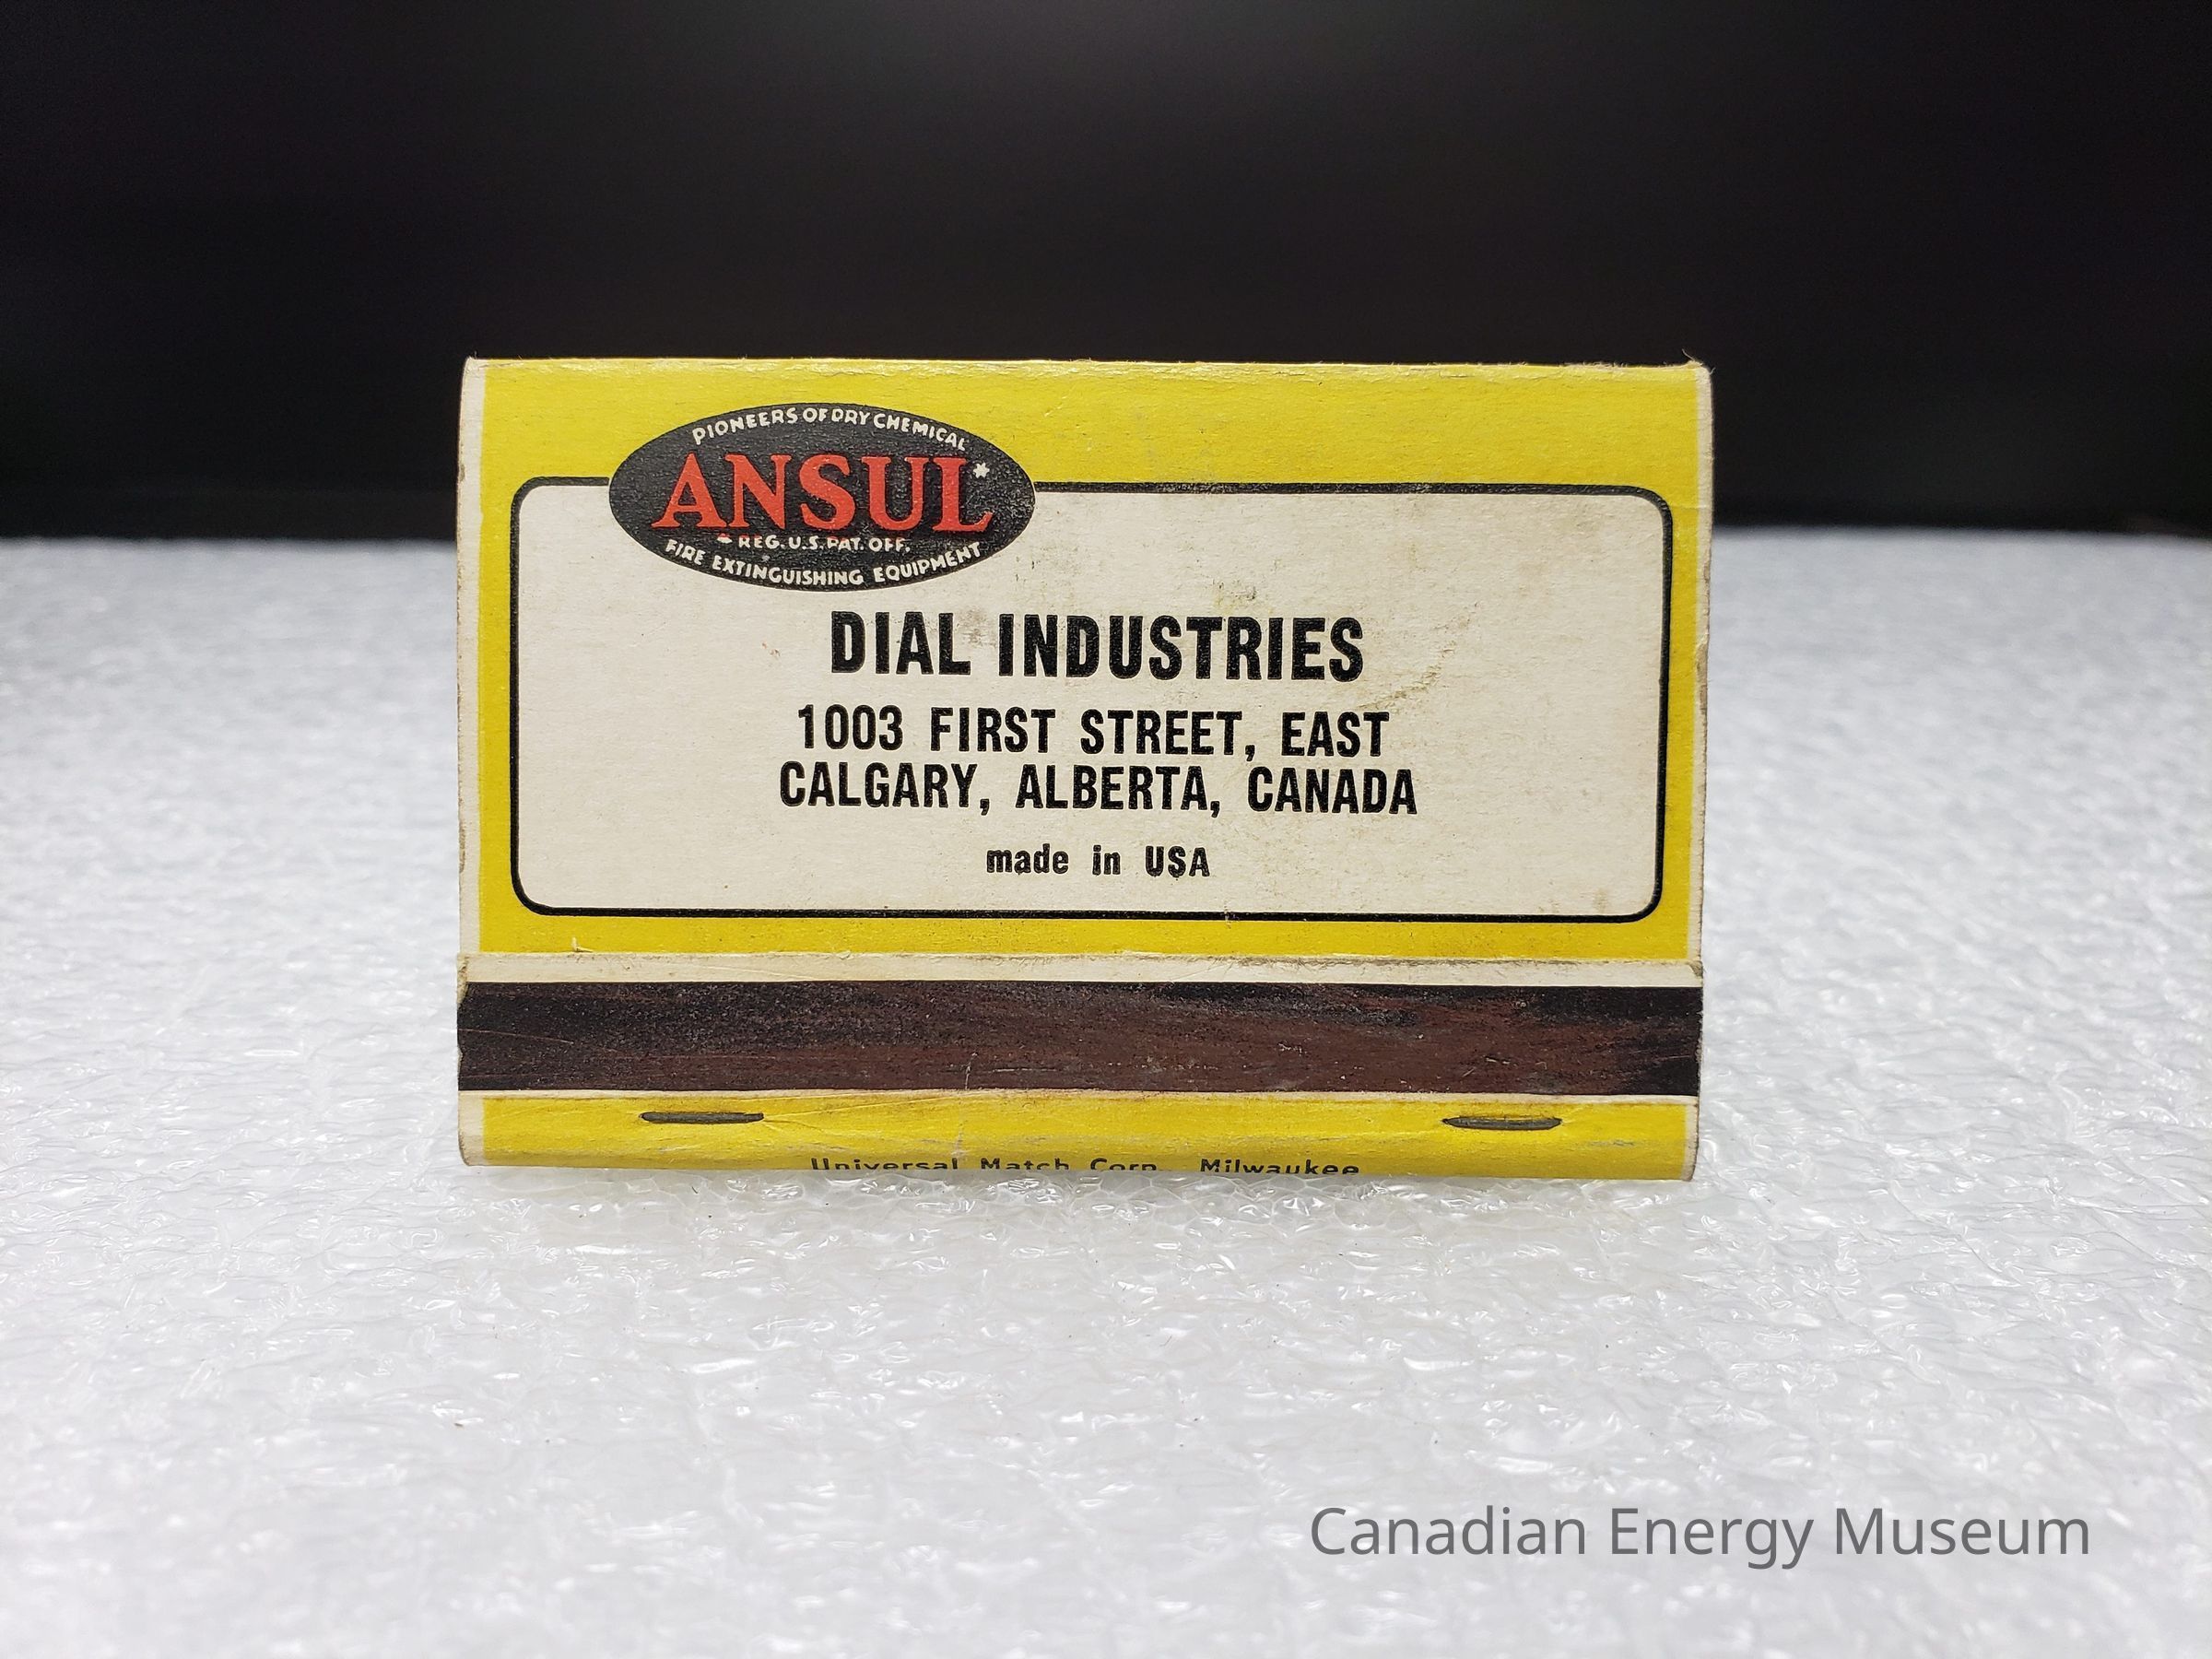 PIONEERS OF DRY CHEMICAL
ANSUL*
* REG. U.S. PAT. OFF.
FIRE EXTINGUISHING EQUIPMENT
DIAL INDUSTRIES
1003 FIRST STREET, EAST
CALGARY, ALBERTA, CANADA
made in USA
Universal Match Corp. Milwaukee
Canadian Energy Museum